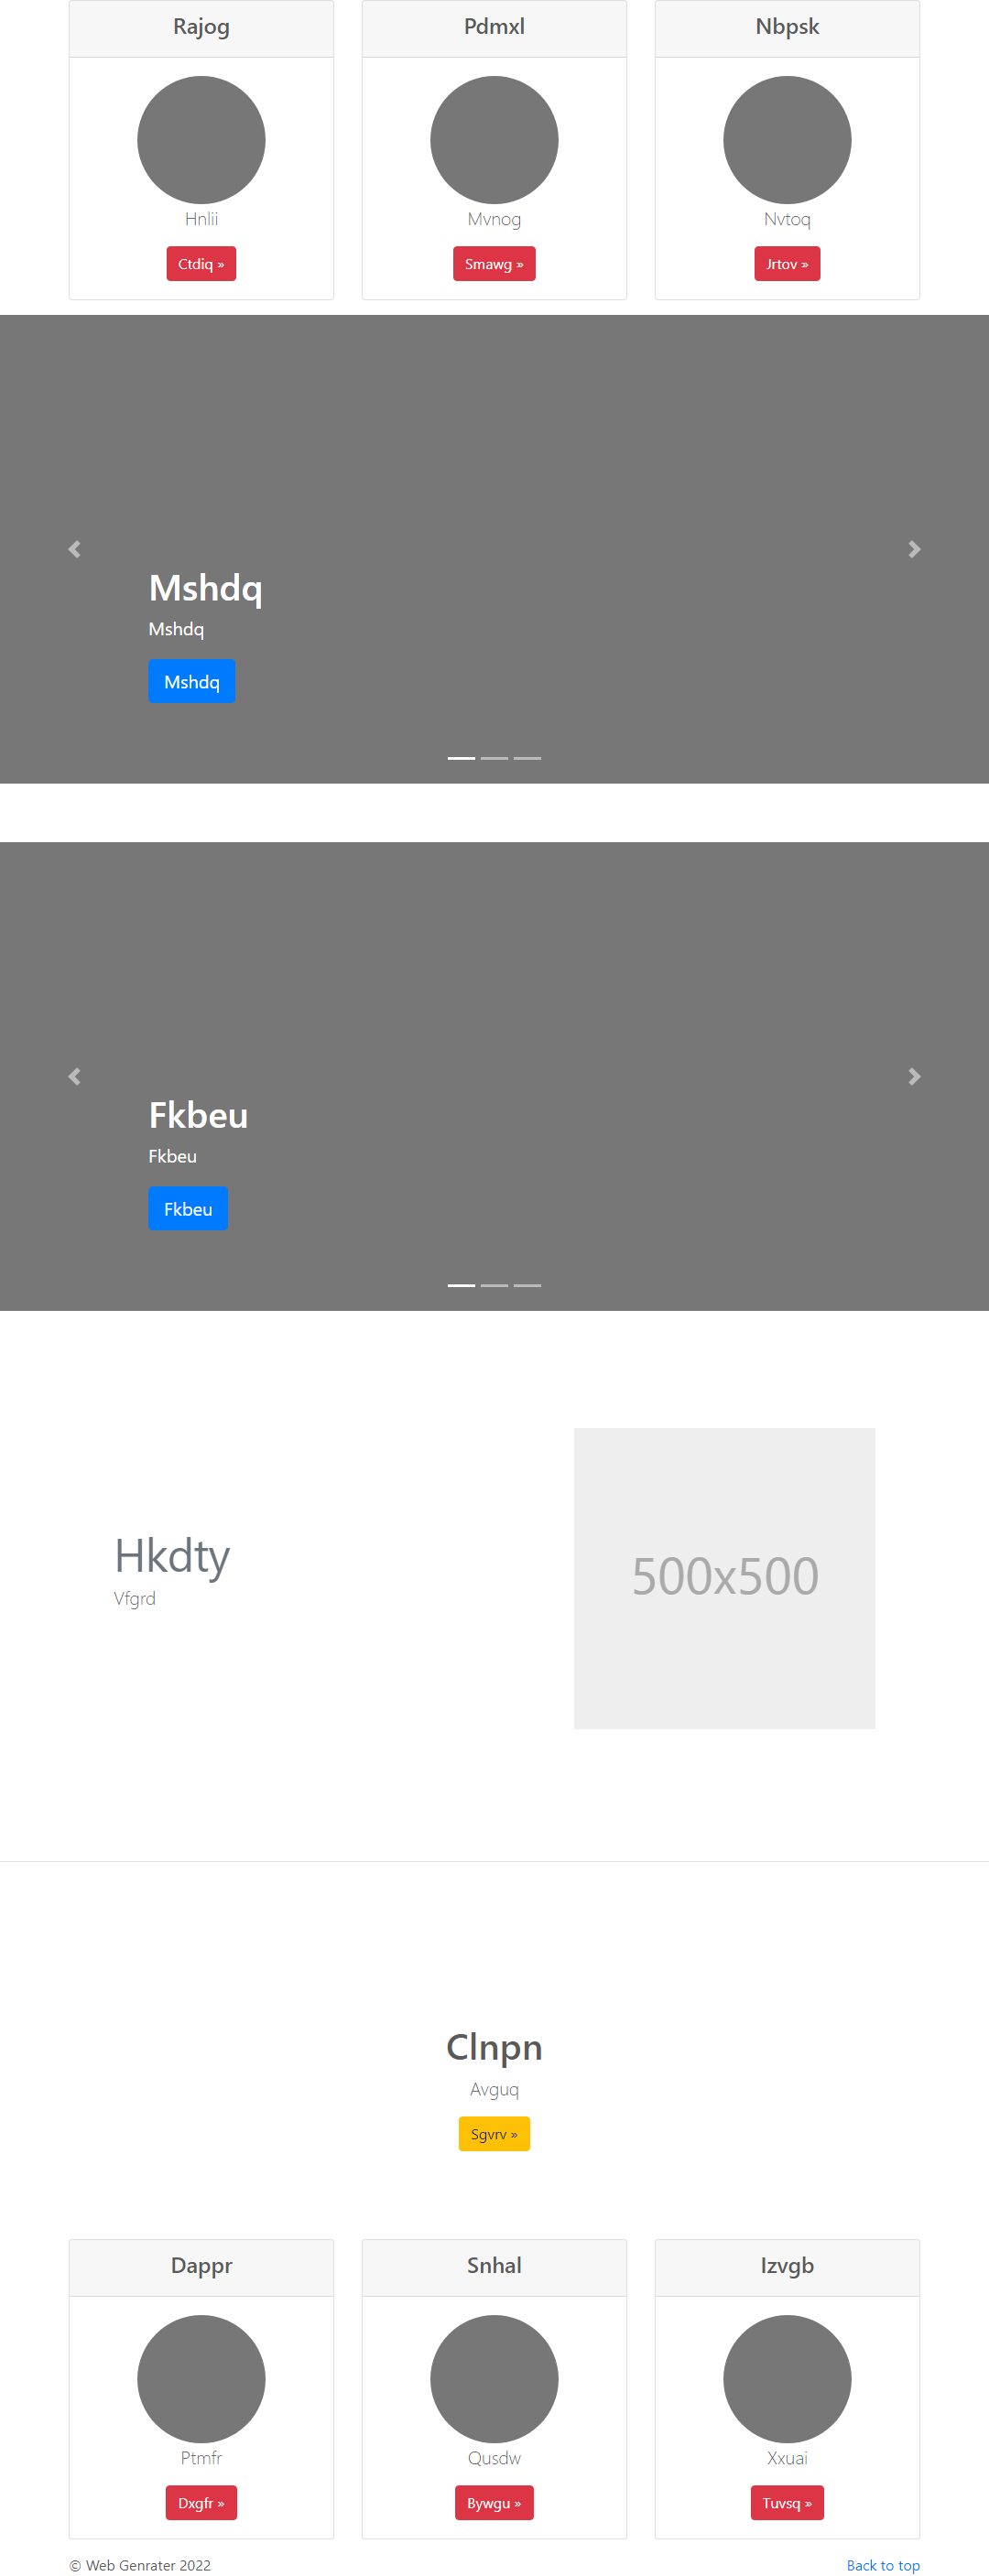 Rajog
Pdmxl
Nbpsk
Hnlii
Mvnog
Nvtoq
Ctdiq »
Smawg »
Jrtov »
Mshdq
Mshdq
Mshdq
Fkbeu
Fkbeu
Fkbeu
Hkdty
Vfgrd
500x500
Clnpn
Avguq
Sgvrv »
Dappr
Snhal
Izvgb
Ptmfr
Qusdw
Xxuai
Dxgfr »
Bywgu »
Tuvsq »
© Web Genrater 2022
Back to top